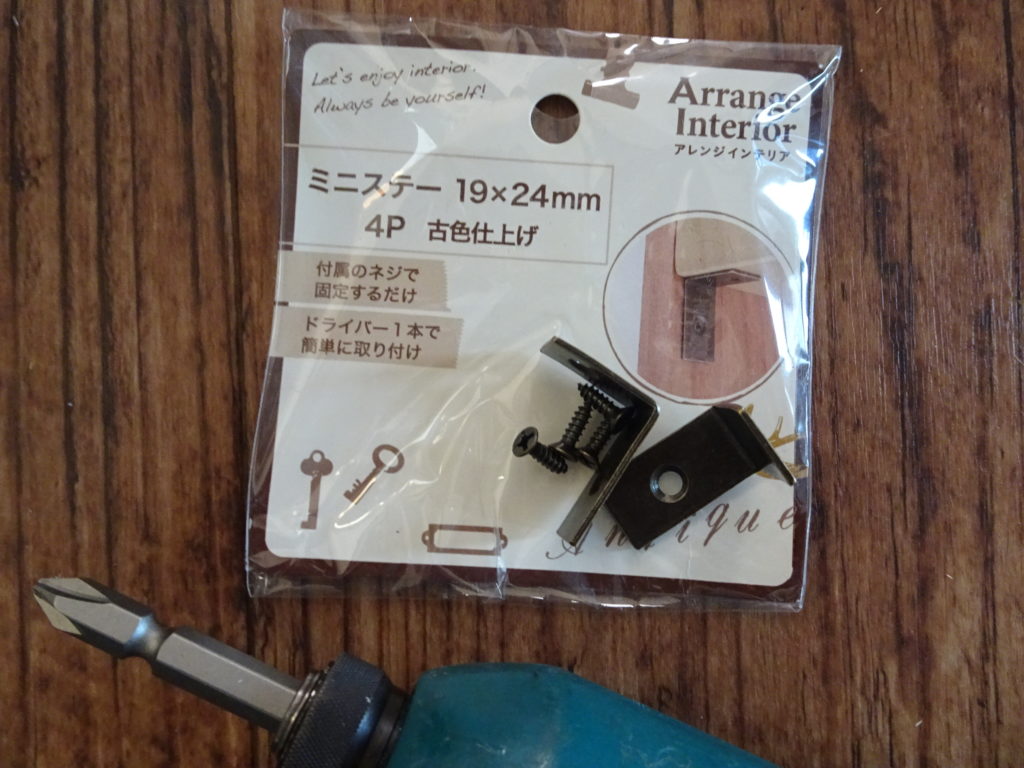 Let's enjoy interior.
Always be yourself!
Arrange
Interior
アレンジインテリア
ミニステー 19×24mm
4P 古色仕上げ
付属のネジで
固定するだけ
ドライバー1本で
簡単に取り付け
Antique